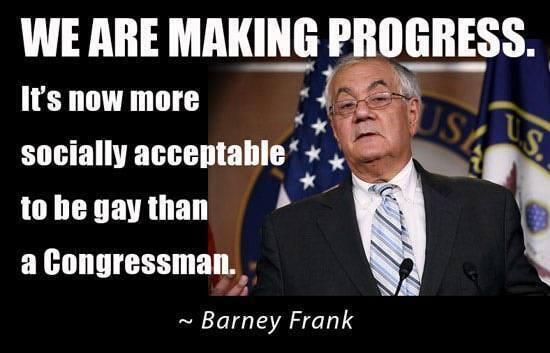 WE ARE MAKING PROGRESS.
It's now more
socially acceptable
to be gay than
a Congressman.
~ Barney Frank
U.S.